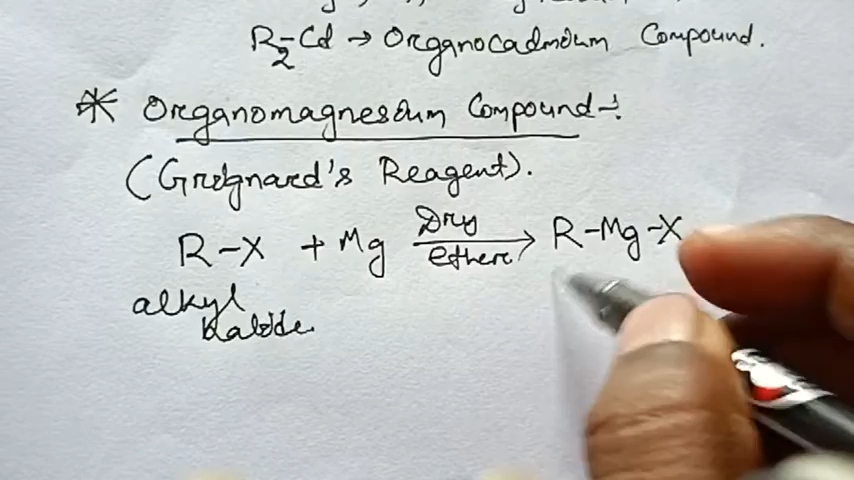 R2-Cd → Organocadmium Compound.
* Organomagnesium Compound -:
(Grignard's Reagent).
R-X + Mg Dry ether → R-Mg-X
alkyl
halide